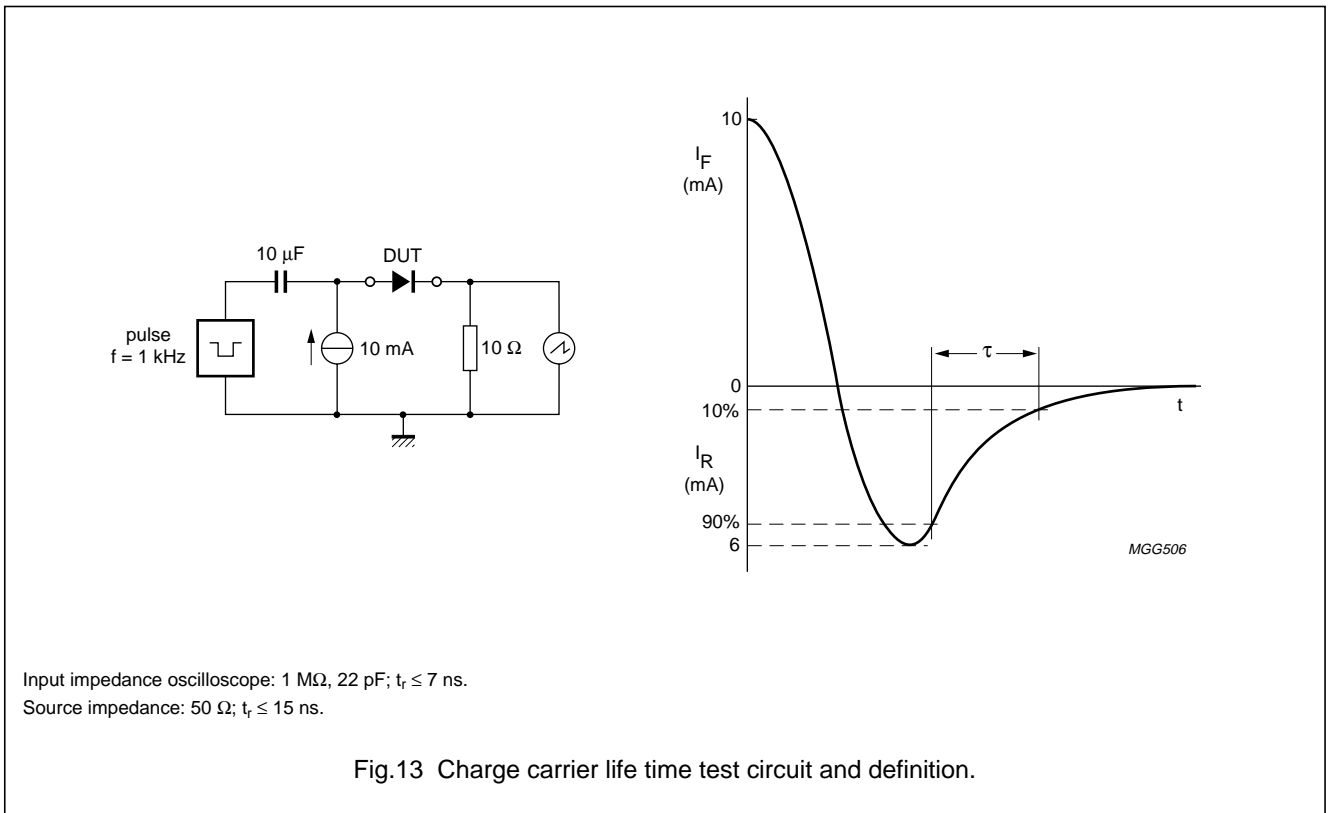 10 μF
DUT
pulse
f = 1 kHz
10 mA
10 Ω
10
I_F
(mA)
τ
0
10%
t
I_R
(mA)
90%
6
MGG506
Input impedance oscilloscope: 1 MΩ, 22 pF; t_r ≤ 7 ns.
Source impedance: 50 Ω; t_r ≤ 15 ns.
Fig.13 Charge carrier life time test circuit and definition.